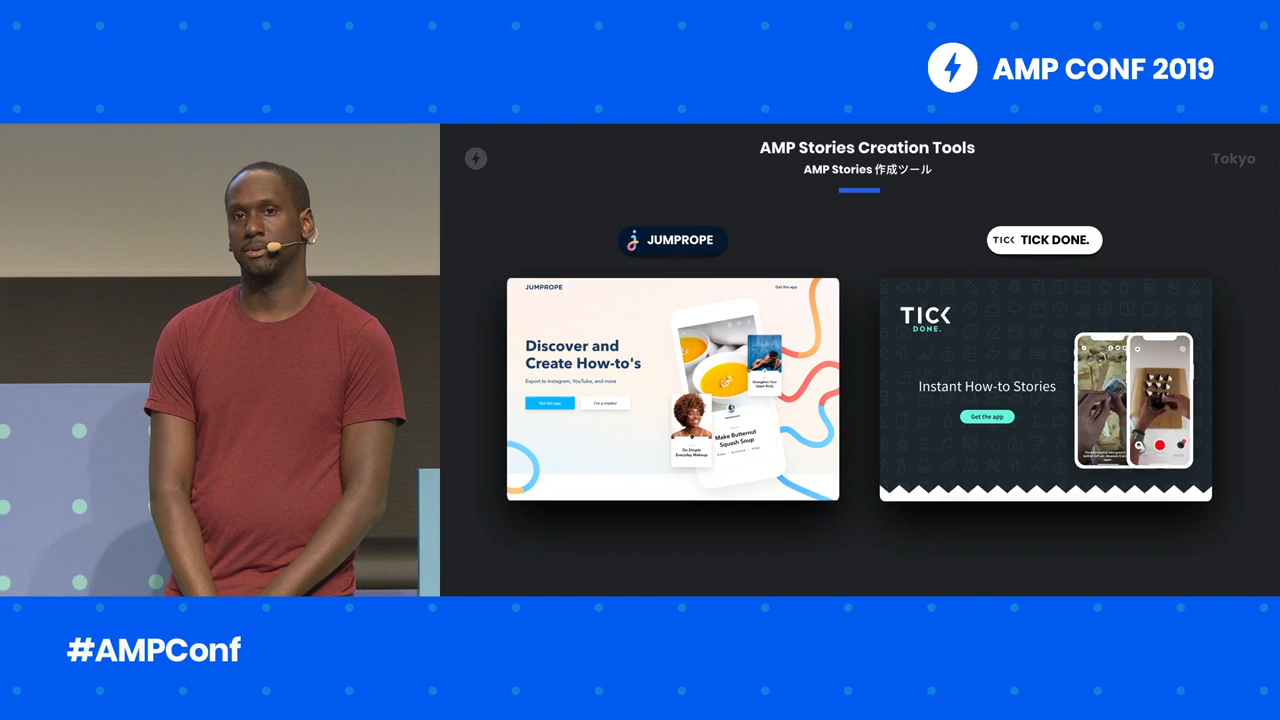 AMP CONF 2019
AMP Stories Creation Tools
AMP Stories 作成ツール
Tokyo
JUMPROPE
TICK TICK DONE.
JUMPROPE
Get the app
Discover and
Create How-to's
Export to Instagram, YouTube, and more
Get the app
I'm a creator
Strengthen Your
Upper Body
Make Butternut
Squash Soup
Do Simple
Everyday Makeup
TICK
DONE.
Instant How-to Stories
Get the app
#AMPConf